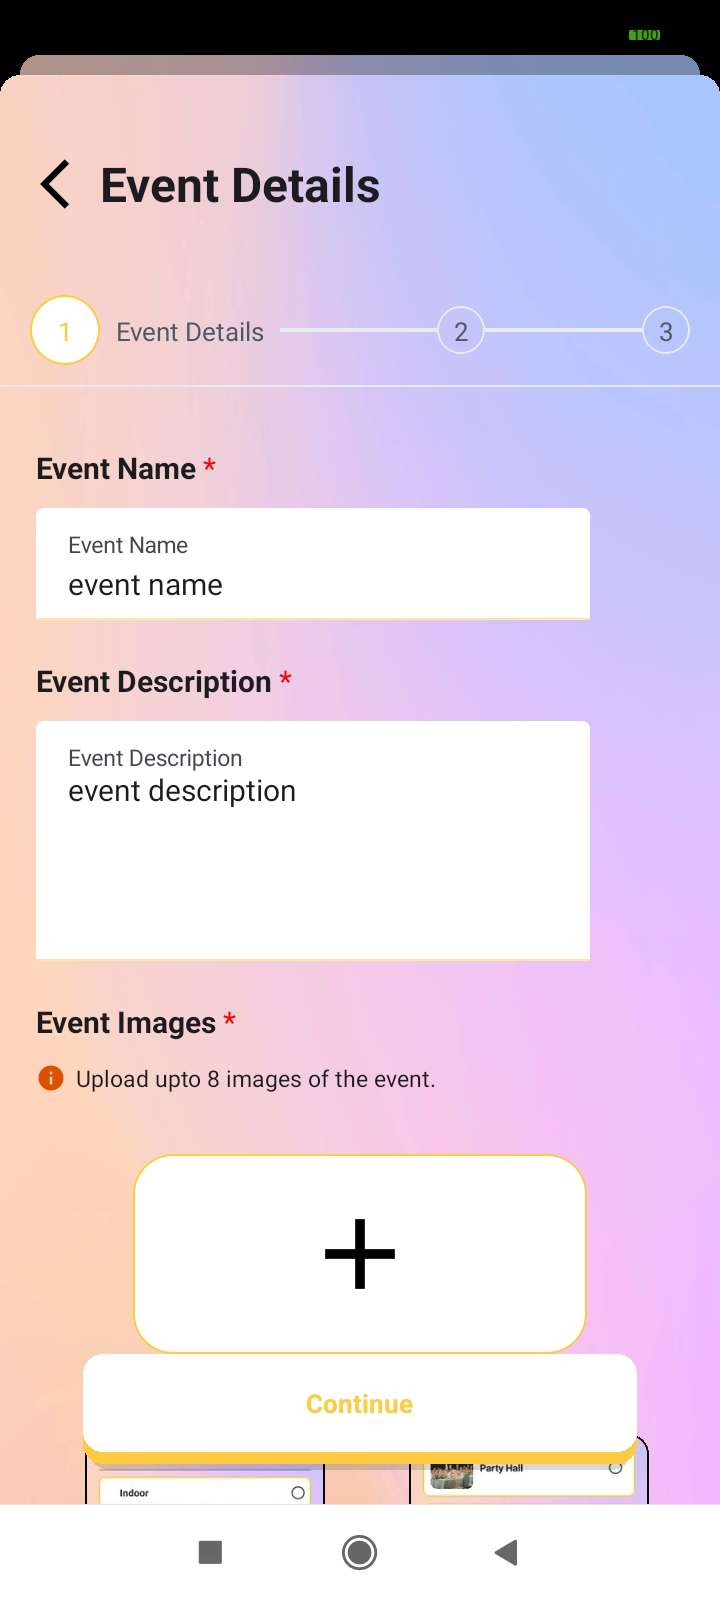 100
Event Details
1 Event Details 2 3
Event Name *
Event Name
event name
Event Description *
Event Description
event description
Event Images *
Upload upto 8 images of the event.
Continue
Party Hall
Indoor